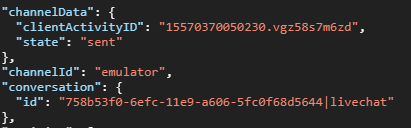 "channelData": {
"clientActivityID": "15570370050230.vgz58s7m6zd",
"state": "sent"
},
"channelId": "emulator",
"conversation": {
"id": "758b53f0-6efc-11e9-a606-5fc0f68d5644|livechat"
},